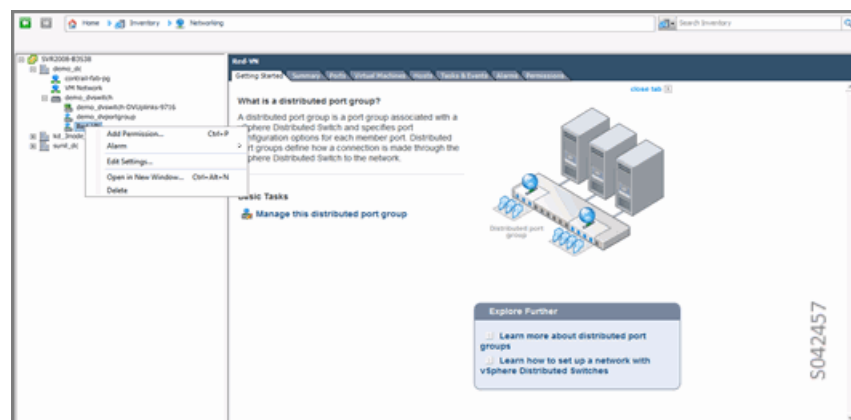 Home Inventory Networking
Search Inventory
SVR2008-B3S38
demo_dc
contrail-fab-pg
VM Network
demo_dvswitch
demo_dvswitch-DVUplinks-9716
demo_dvportgroup
Red-VN
sunil_dc
Add Permission... Ctrl+P
Alarm
Edit Settings...
Open in New Window... Ctrl+Alt+N
Delete
Red-VN
Getting Started Summary Ports Virtual Machines Hosts Tasks & Events Alarms Permissions
close tab
What is a distributed port group?
A distributed port group is a port group associated with a
vSphere Distributed Switch and specifies port
configuration options for each member port. Distributed
port groups define how a connection is made through the
vSphere Distributed Switch to the network.
Basic Tasks
Manage this distributed port group
Distributed port
group
Explore Further
Learn more about distributed port
groups
Learn how to set up a network with
vSphere Distributed Switches
S042457